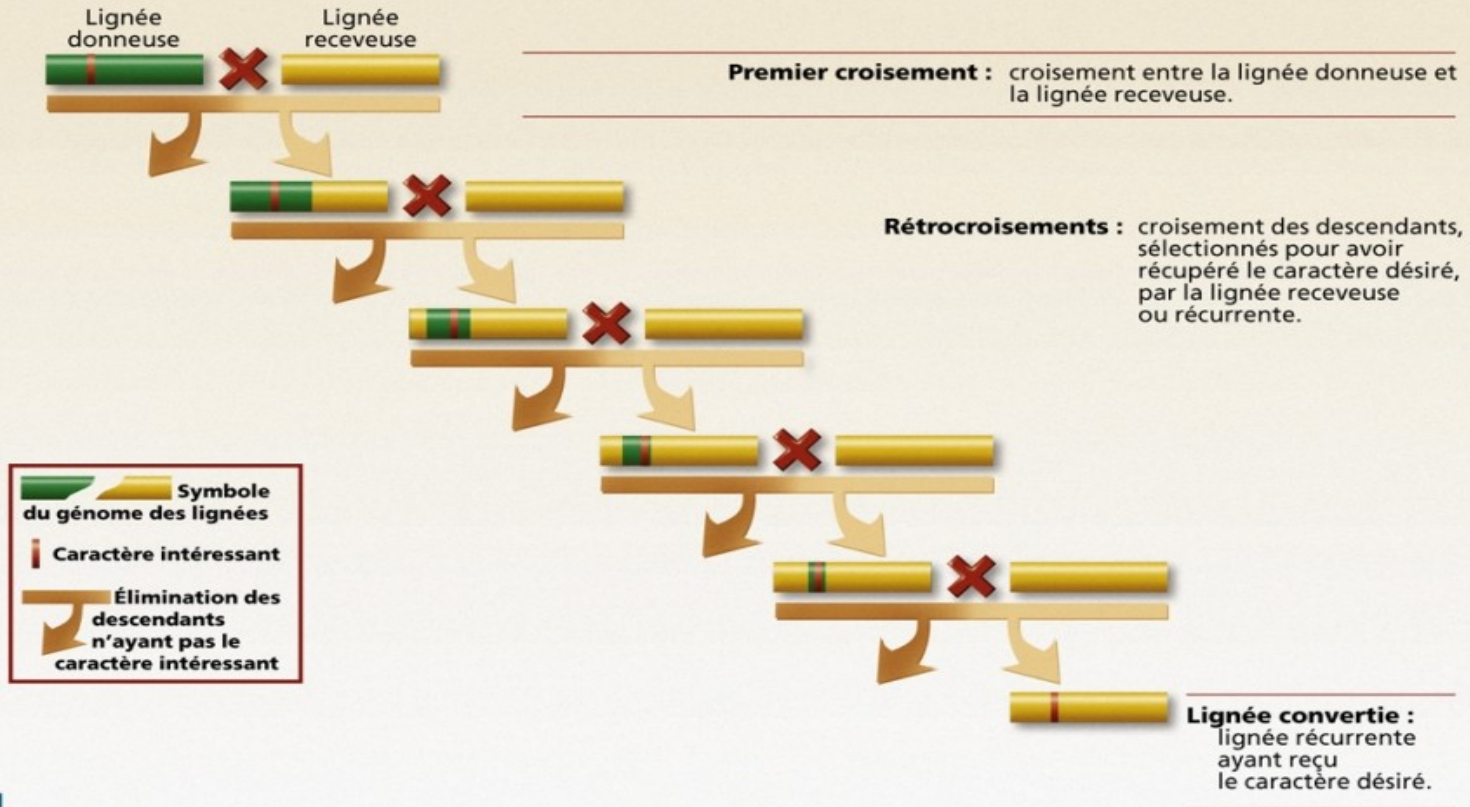 Lignée
donneuse
Lignée
receveuse
Premier croisement : croisement entre la lignée donneuse et
la lignée receveuse.
Rétrocroisements : croisement des descendants,
sélectionnés pour avoir
récupéré le caractère désiré,
par la lignée receveuse
ou récurrente.
Symbole
du génome des lignées
Caractère intéressant
Élimination des
descendants
n'ayant pas le
caractère intéressant
Lignée convertie :
lignée récurrente
ayant reçu
le caractère désiré.